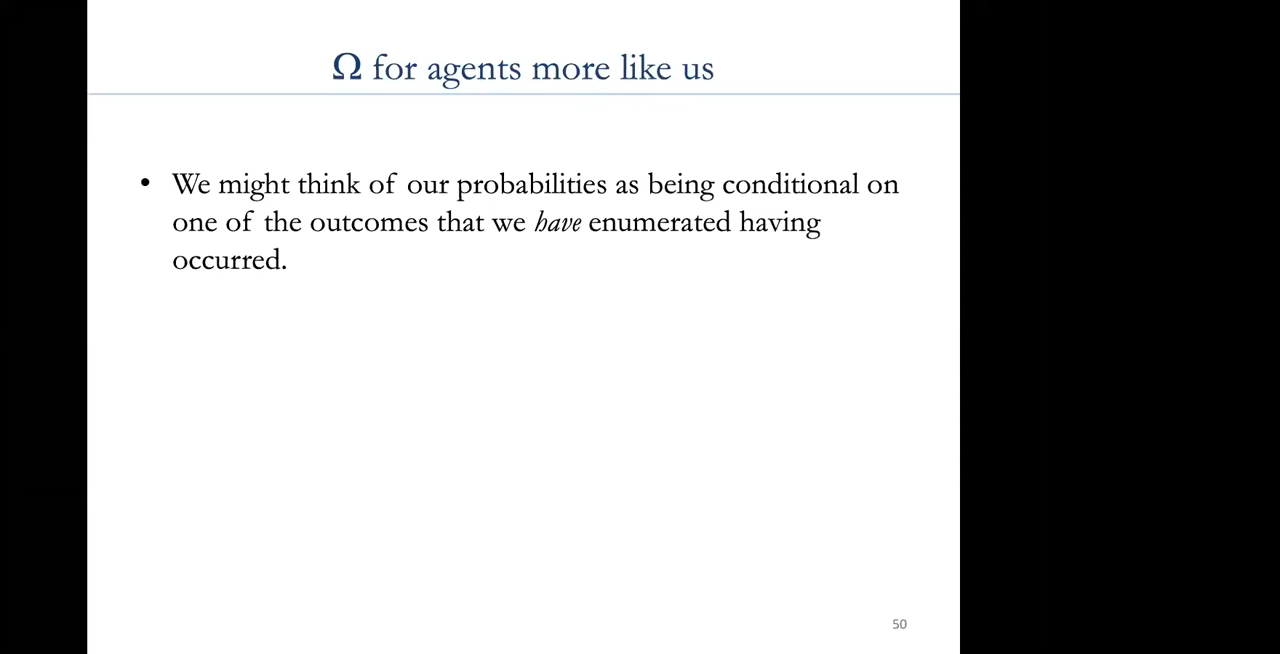 Ω for agents more like us
• We might think of our probabilities as being conditional on
one of the outcomes that we have enumerated having
occurred.
50